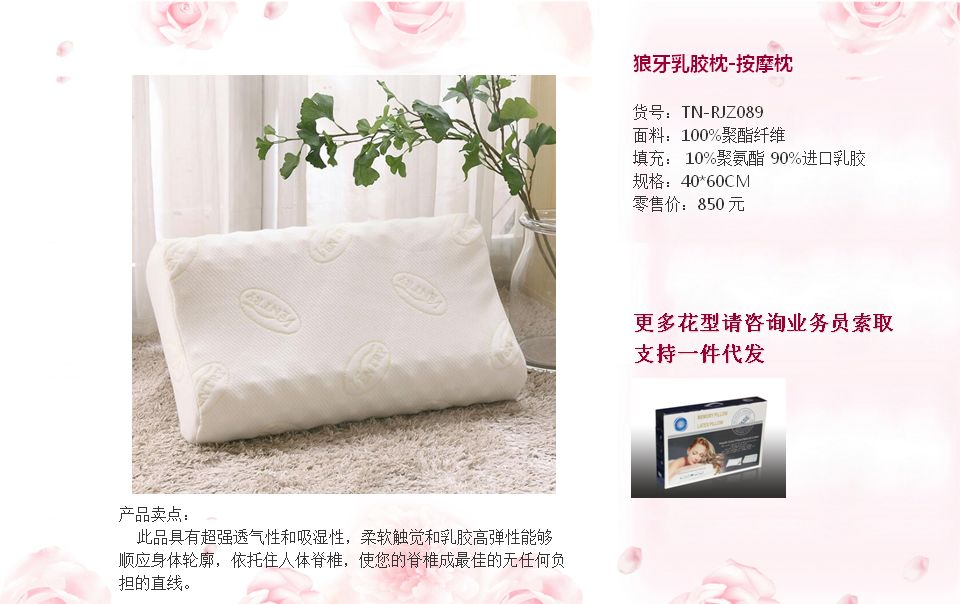 狼牙乳胶枕-按摩枕
货号：TN-RJZ089
面料：100%聚酯纤维
填充： 10%聚氨酯 90%进口乳胶
规格：40*60CM
零售价：850 元
更多花型请咨询业务员索取
支持一件代发
MEMORY PILLOW
LATEX PILLOW
产品卖点：
此品具有超强透气性和吸湿性，柔软触觉和乳胶高弹性能够
顺应身体轮廓，依托住人体脊椎，使您的脊椎成最佳的无任何负
担的直线。